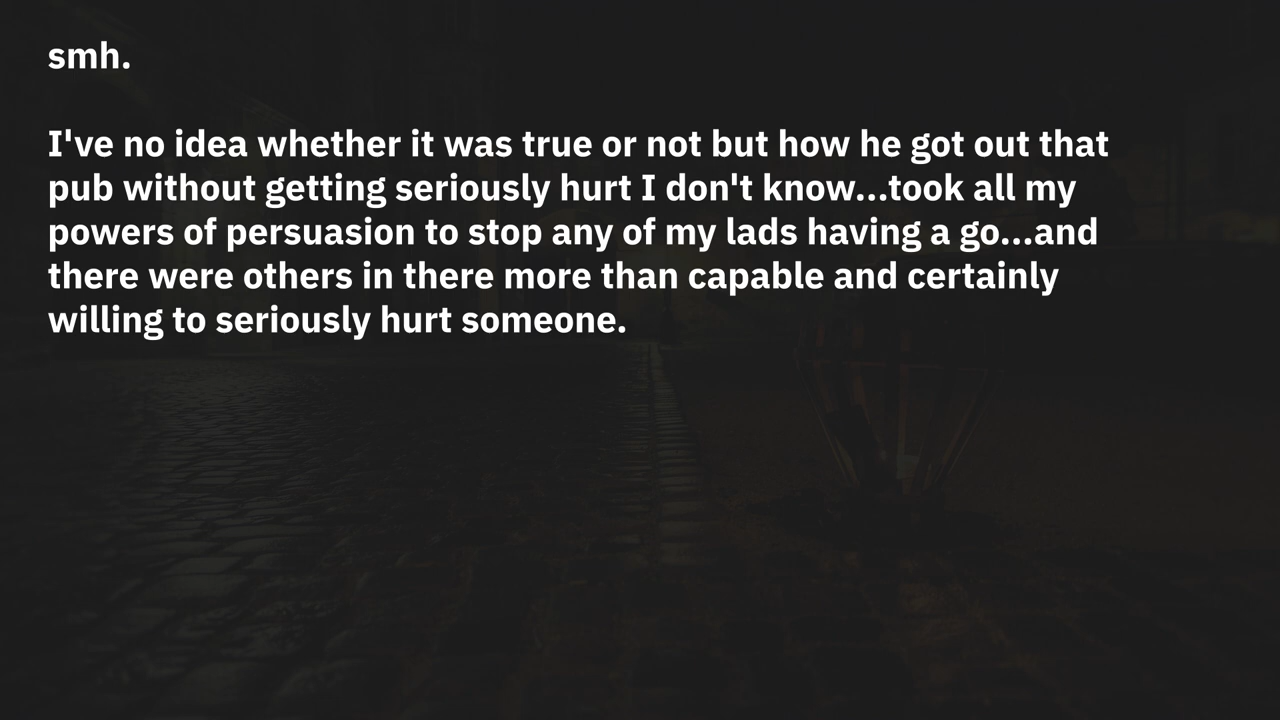 smh.
I've no idea whether it was true or not but how he got out that
pub without getting seriously hurt I don't know...took all my
powers of persuasion to stop any of my lads having a go...and
there were others in there more than capable and certainly
willing to seriously hurt someone.